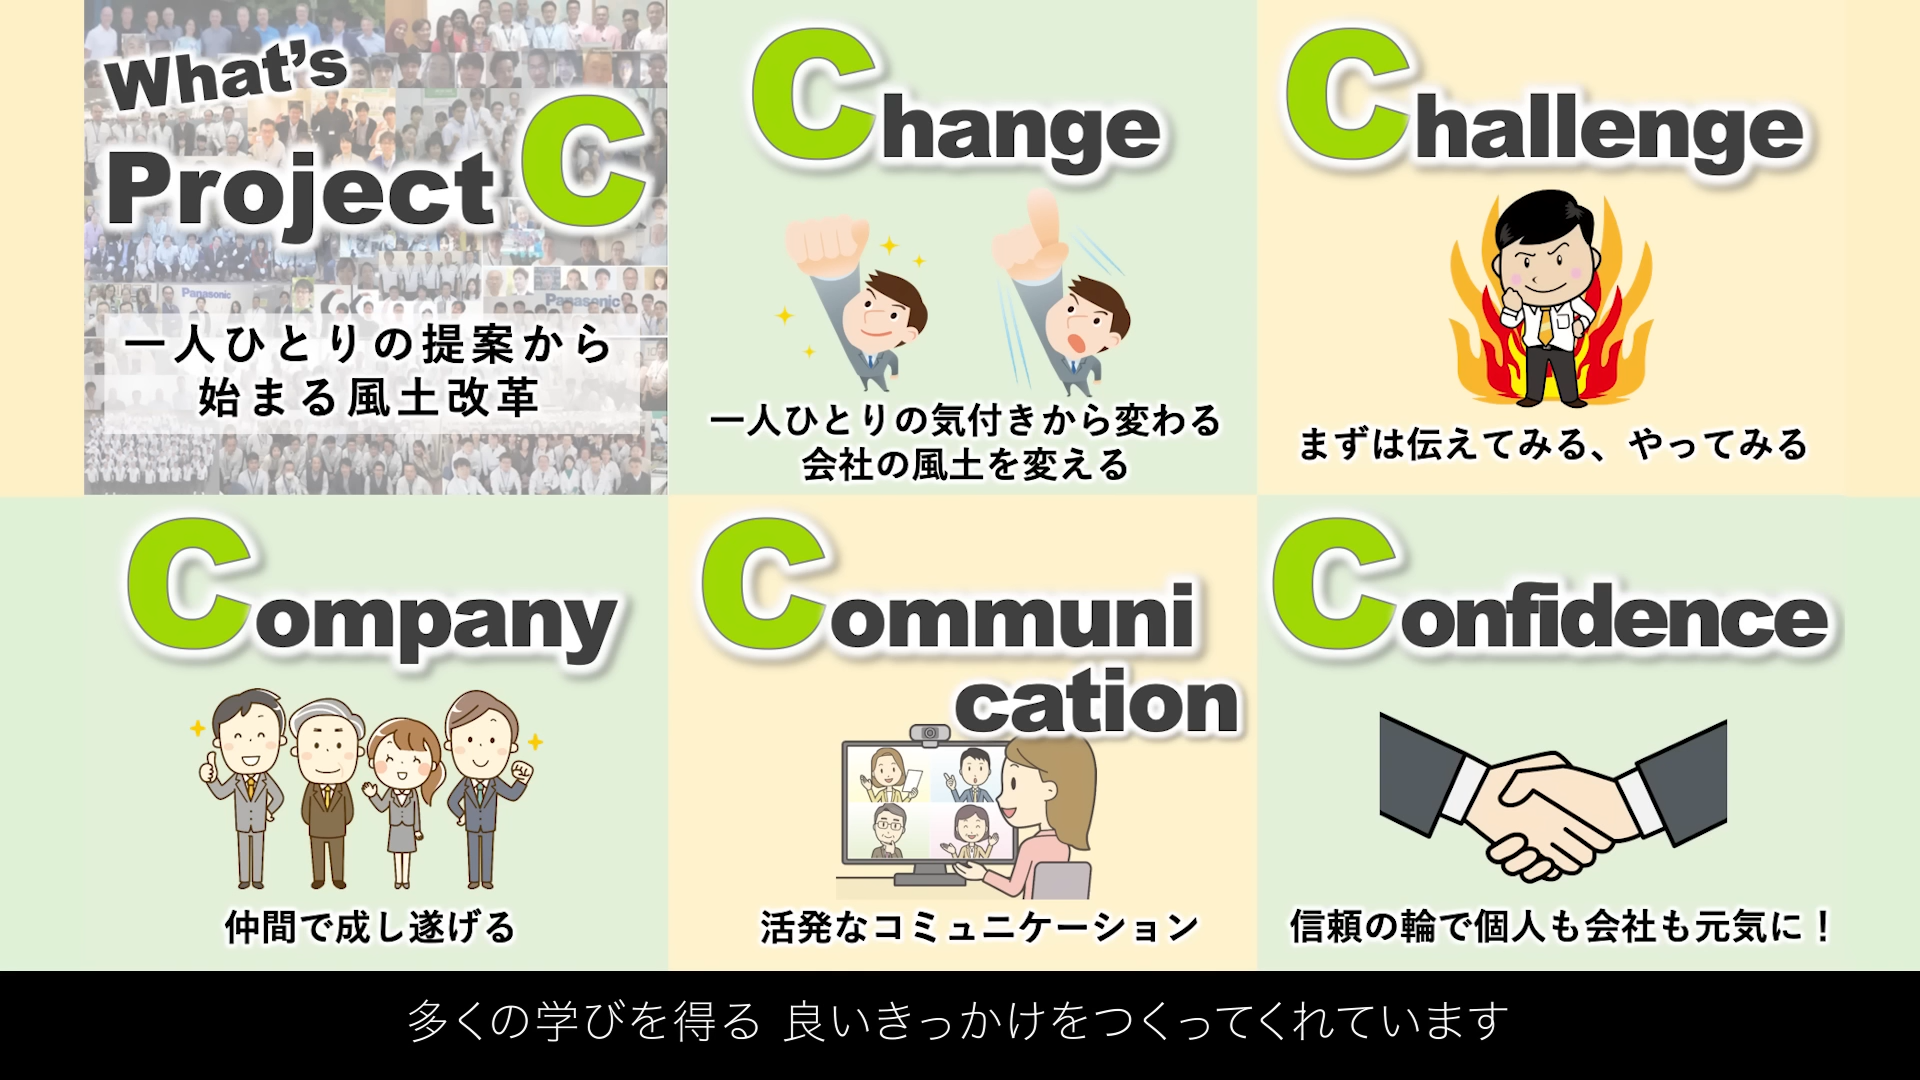 What's
Project C
Panasonic
Panasonic
一人ひとりの提案から
始まる風土改革
Change
一人ひとりの気付きから変わる
会社の風土を変える
Challenge
まずは伝えてみる、やってみる
Company
仲間で成し遂げる
Communi
cation
活発なコミュニケーション
Confidence
信頼の輪で個人も会社も元気に！
多くの学びを得る 良いきっかけをつくってくれています